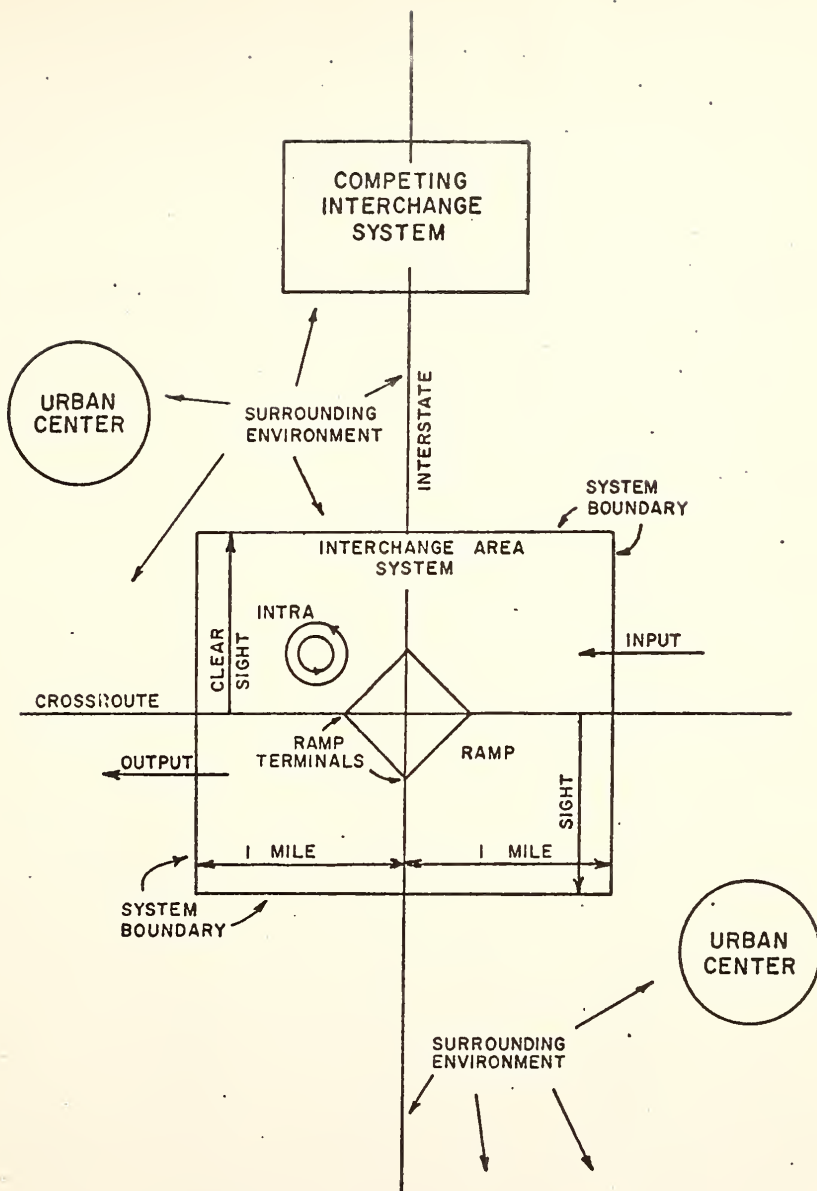 COMPETING
INTERCHANGE
SYSTEM
URBAN
CENTER
SURROUNDING
ENVIRONMENT
INTERSTATE
SYSTEM
BOUNDARY
INTERCHANGE AREA
SYSTEM
INTRA
CLEAR
SIGHT
INPUT
CROSSROUTE
RAMP
TERMINALS
RAMP
OUTPUT
SIGHT
1 MILE
1 MILE
SYSTEM
BOUNDARY
URBAN
CENTER
SURROUNDING
ENVIRONMENT